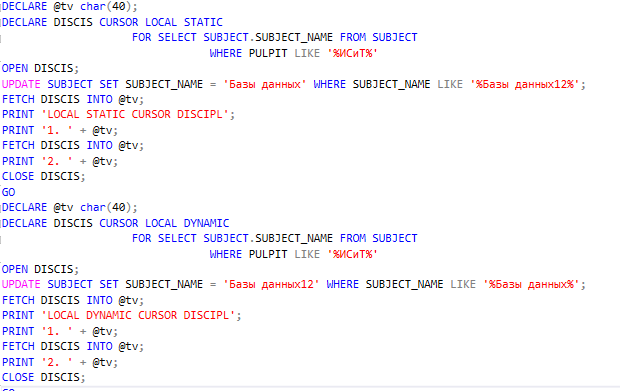 DECLARE @tv char(40);
DECLARE DISCIS CURSOR LOCAL STATIC
FOR SELECT SUBJECT.SUBJECT_NAME FROM SUBJECT
WHERE PULPIT LIKE '%ИСиТ%'
OPEN DISCIS;
UPDATE SUBJECT SET SUBJECT_NAME = 'Базы данных' WHERE SUBJECT_NAME LIKE '%Базы данных12%';
FETCH DISCIS INTO @tv;
PRINT 'LOCAL STATIC CURSOR DISCIPL';
PRINT '1. ' + @tv;
FETCH DISCIS INTO @tv;
PRINT '2. ' + @tv;
CLOSE DISCIS;
GO
DECLARE @tv char(40);
DECLARE DISCIS CURSOR LOCAL DYNAMIC
FOR SELECT SUBJECT.SUBJECT_NAME FROM SUBJECT
WHERE PULPIT LIKE '%ИСиТ%'
OPEN DISCIS;
UPDATE SUBJECT SET SUBJECT_NAME = 'Базы данных12' WHERE SUBJECT_NAME LIKE '%Базы данных%';
FETCH DISCIS INTO @tv;
PRINT 'LOCAL DYNAMIC CURSOR DISCIPL';
PRINT '1. ' + @tv;
FETCH DISCIS INTO @tv;
PRINT '2. ' + @tv;
CLOSE DISCIS;